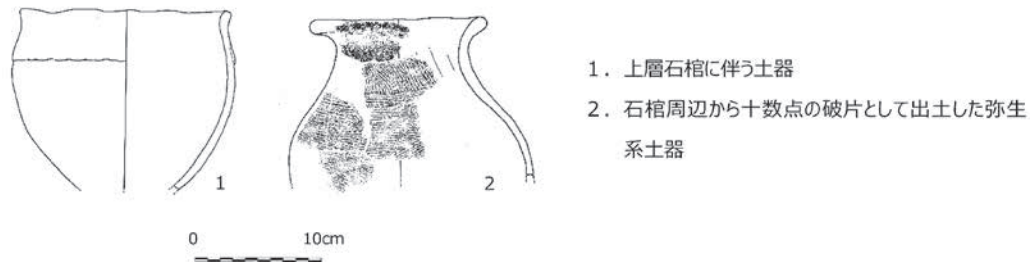 1. 上層石棺に伴う土器
2. 石棺周辺から十数点の破片として出土した弥生
系土器
1
2
0 10cm